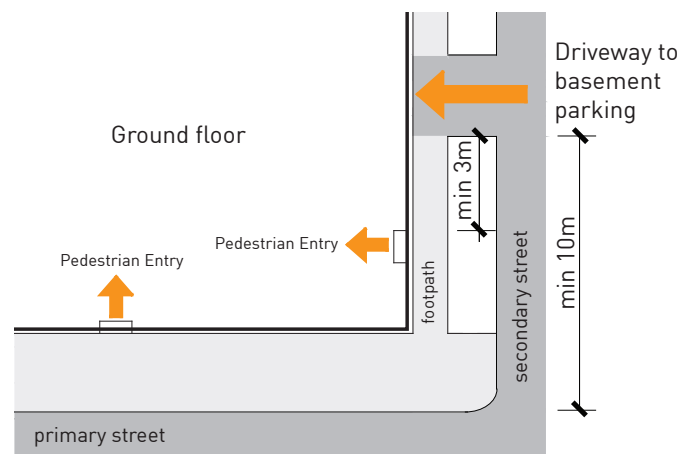 Driveway to
basement
parking
Ground floor
min 3m
Pedestrian Entry
Pedestrian Entry
footpath
secondary street
min 10m
primary street